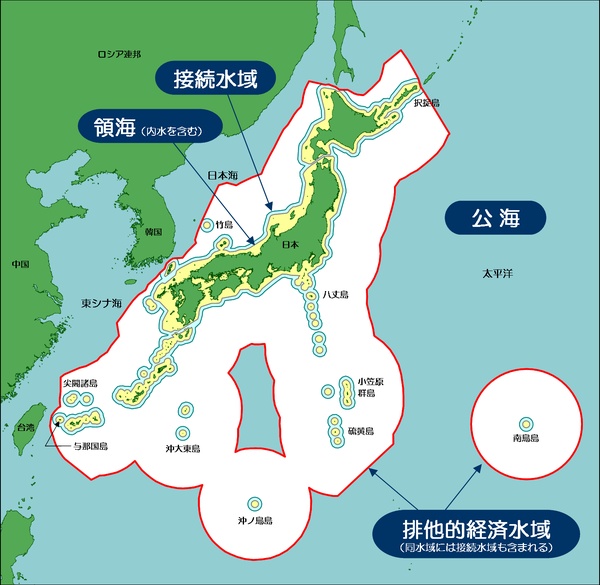 ロシア連邦
接続水域
択捉島
領海（内水を含む）
日本海
公海
竹島
韓国
日本
中国
太平洋
東シナ海
八丈島
尖閣諸島
小笠原
群島
台湾
硫黄島
与那国島
沖大東島
南鳥島
沖ノ鳥島
排他的経済水域
（同水域には接続水域も含まれる）